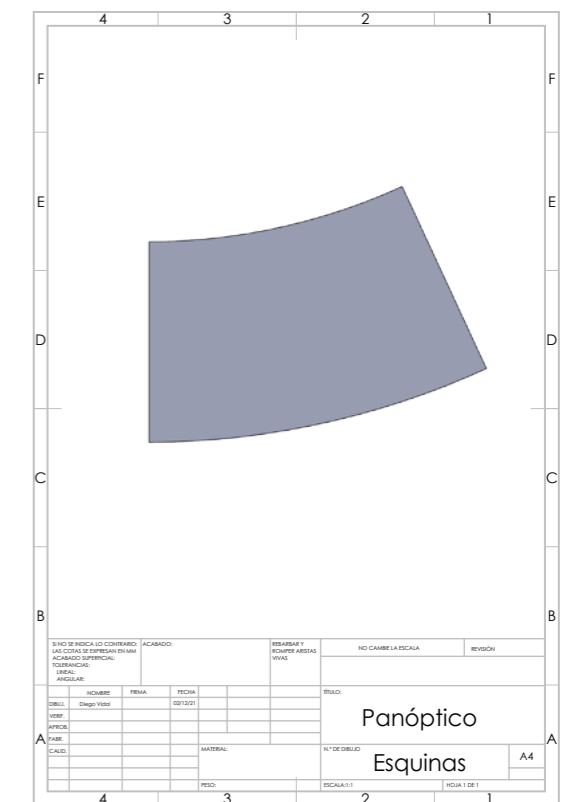 4 3 2 1
F F
E E
D D
C C
B B
A A
SI NO SE INDICA LO CONTRARIO:
LAS COTAS SE EXPRESAN EN MM
ACABADO SUPERFICIAL:
TOLERANCIAS:
LINEAL:
ANGULAR:
ACABADO:
REBARBAR Y
ROMPER ARISTAS
VIVAS
NO CAMBIE LA ESCALA
REVISIÓN
NOMBRE FIRMA FECHA
DIBUJ. Diego Vidal 02/12/21
VERIF.
APROB.
FABR.
CALID.
TÍTULO:
Panóptico
MATERIAL:
N.º DE DIBUJO
Esquinas
A4
PESO:
ESCALA:1:1
HOJA 1 DE 1
4 3 2 1